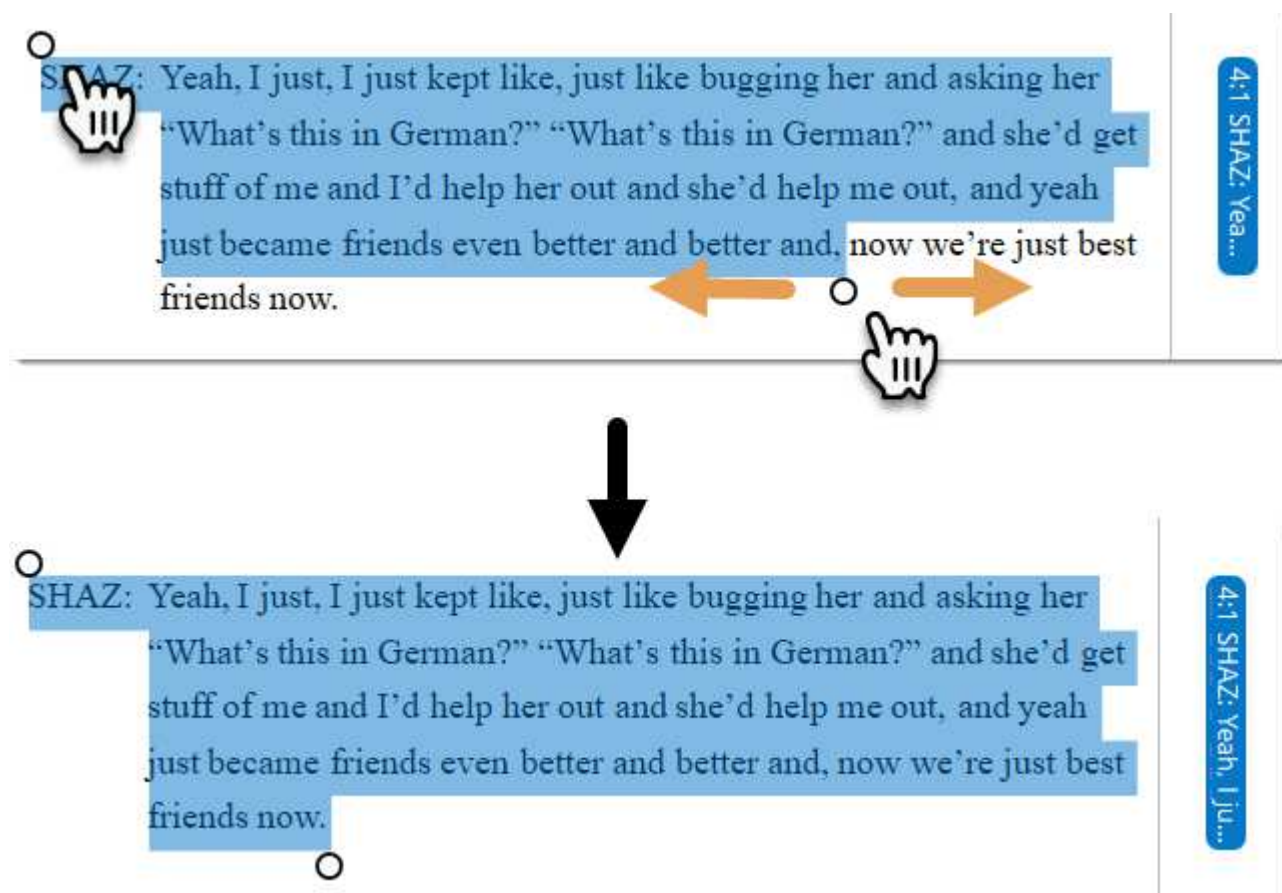 SHAZ: Yeah, I just, I just kept like, just like bugging her and asking her
“What’s this in German?” “What’s this in German?” and she’d get
stuff of me and I’d help her out and she’d help me out, and yeah
just became friends even better and better and, now we’re just best
friends now.
4:1 SHAZ: Yea...
SHAZ: Yeah, I just, I just kept like, just like bugging her and asking her
“What’s this in German?” “What’s this in German?” and she’d get
stuff of me and I’d help her out and she’d help me out, and yeah
just became friends even better and better and, now we’re just best
friends now.
4:1 SHAZ: Yeah, I ju...